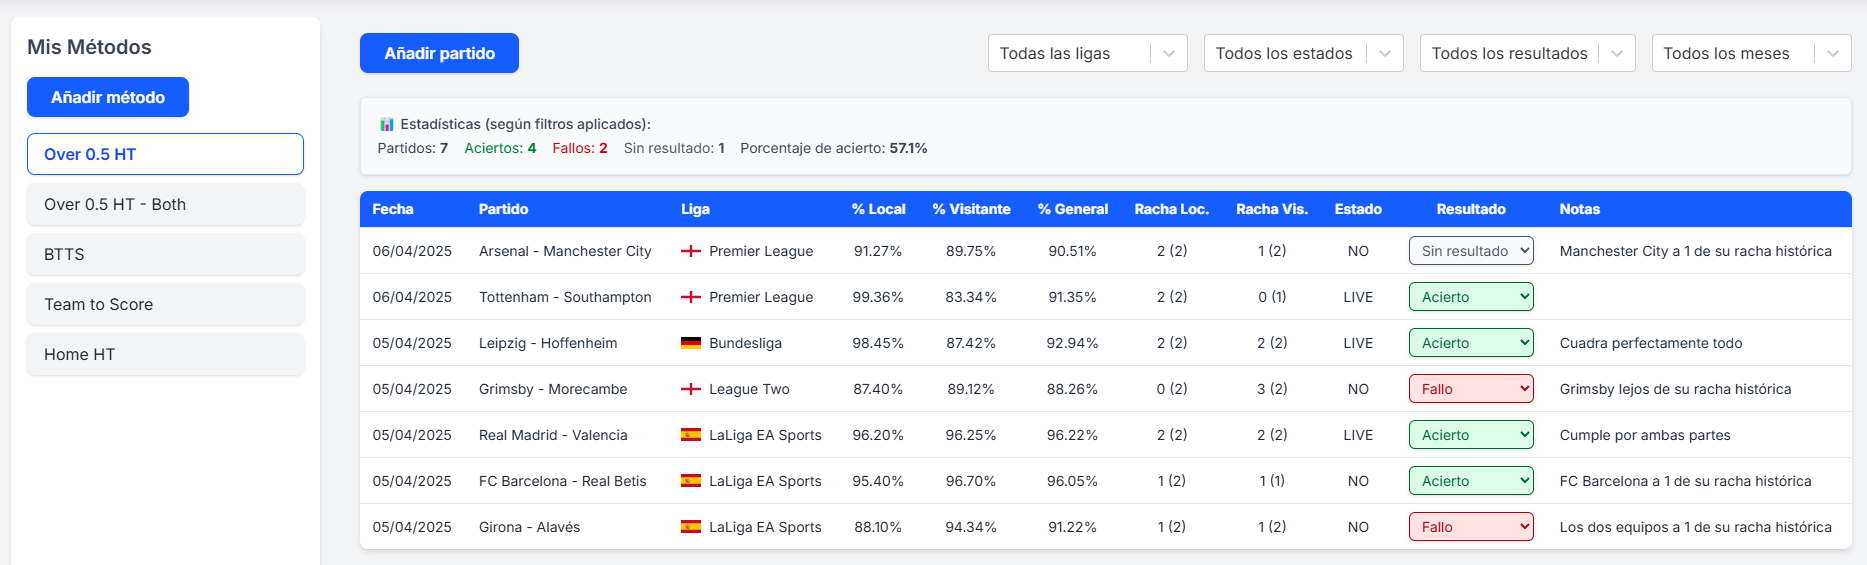 Mis Métodos
Añadir método
Over 0.5 HT
Over 0.5 HT - Both
BTTS
Team to Score
Home HT
Añadir partido
Todas las ligas
Todos los estados
Todos los resultados
Todos los meses
Estadísticas (según filtros aplicados):
Partidos: 7 Aciertos: 4 Fallos: 2 Sin resultado: 1 Porcentaje de acierto: 57.1%
Fecha Partido Liga % Local % Visitante % General Racha Loc. Racha Vis. Estado Resultado Notas
06/04/2025 Arsenal - Manchester City Premier League 91.27% 89.75% 90.51% 2 (2) 1 (2) NO Sin resultado Manchester City a 1 de su racha histórica
06/04/2025 Tottenham - Southampton Premier League 99.36% 83.34% 91.35% 2 (2) 0 (1) LIVE Acierto
05/04/2025 Leipzig - Hoffenheim Bundesliga 98.45% 87.42% 92.94% 2 (2) 2 (2) LIVE Acierto Cuadra perfectamente todo
05/04/2025 Grimsby - Morecambe League Two 87.40% 89.12% 88.26% 0 (2) 3 (2) NO Fallo Grimsby lejos de su racha histórica
05/04/2025 Real Madrid - Valencia LaLiga EA Sports 96.20% 96.25% 96.22% 2 (2) 2 (2) LIVE Acierto Cumple por ambas partes
05/04/2025 FC Barcelona - Real Betis LaLiga EA Sports 95.40% 96.70% 96.05% 1 (2) 1 (1) NO Acierto FC Barcelona a 1 de su racha histórica
05/04/2025 Girona - Alavés LaLiga EA Sports 88.10% 94.34% 91.22% 1 (2) 1 (2) NO Fallo Los dos equipos a 1 de su racha histórica